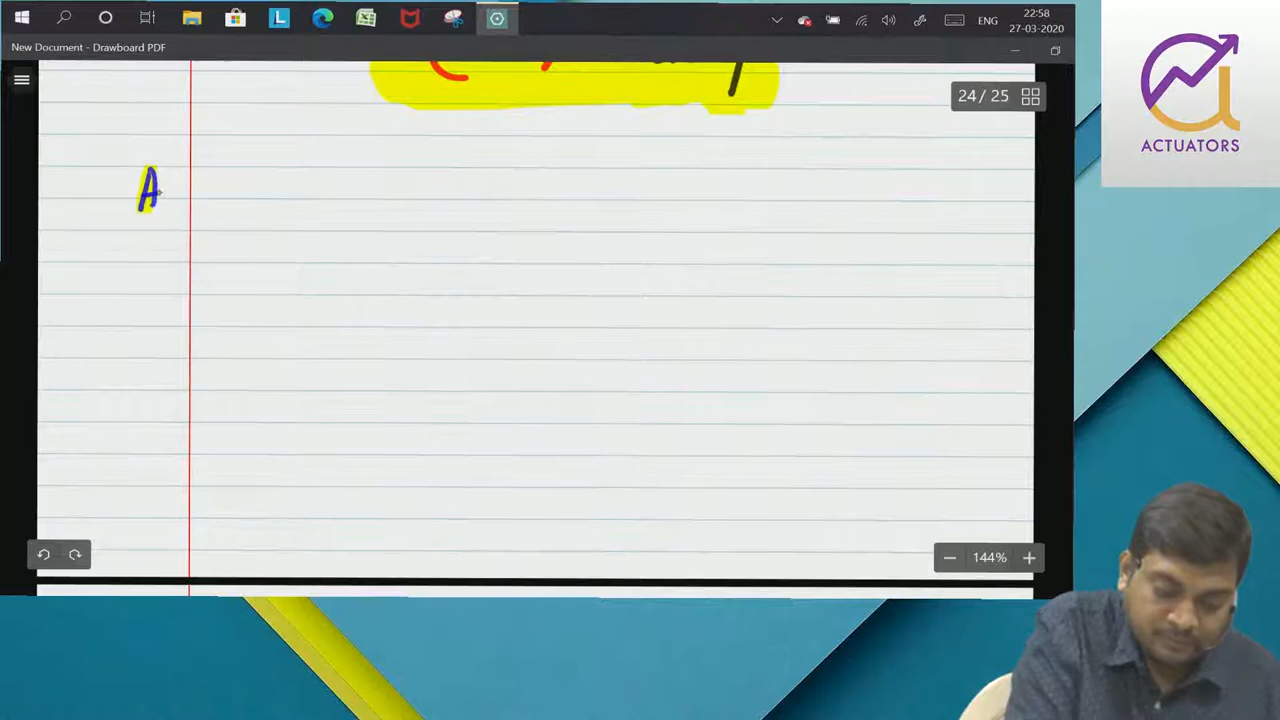 ENG
22:58
27-03-2020
New Document - Drawboard PDF
24 / 25
ACTUATORS
A
144%